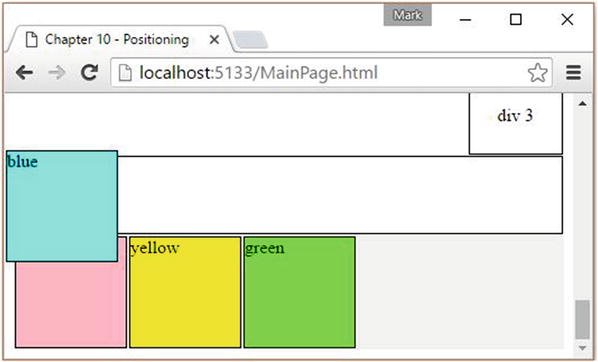 Mark
Chapter 10 - Positioning
localhost:5133/MainPage.html
div 3
blue
yellow
green